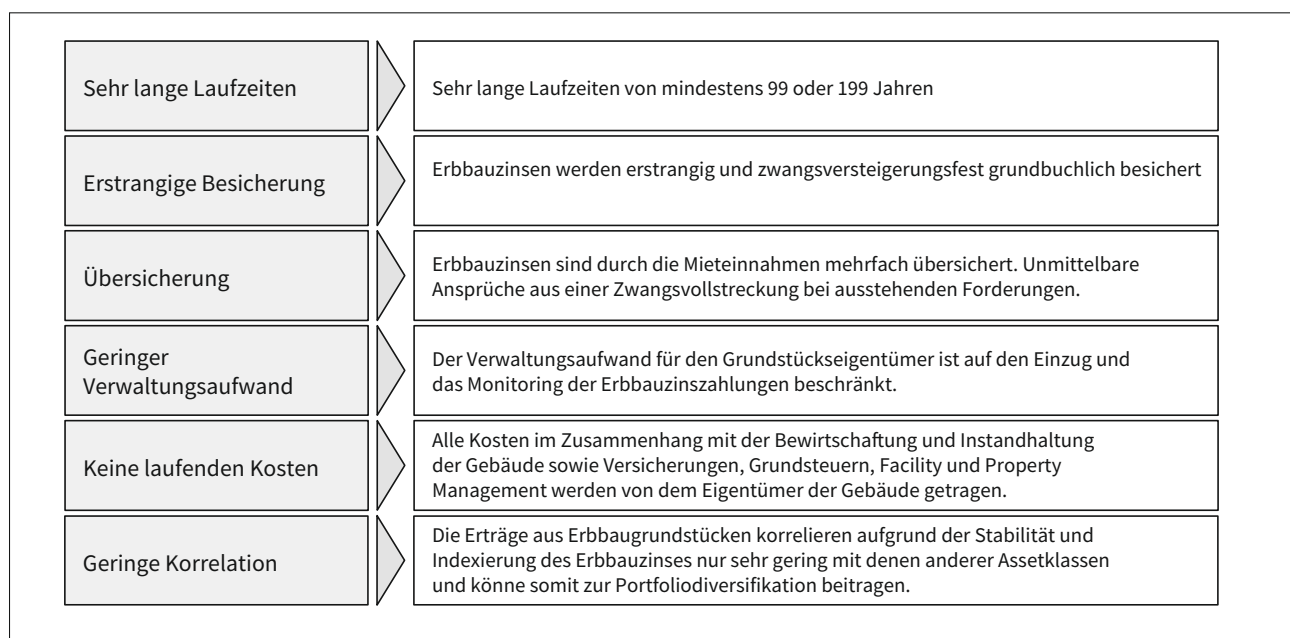 Sehr lange Laufzeiten
Sehr lange Laufzeiten von mindestens 99 oder 199 Jahren
Erstrangige Besicherung
Erbbauzinsen werden erstrangig und zwangsversteigerungsfest grundbuchlich besichert
Übersicherung
Erbbauzinsen sind durch die Mieteinnahmen mehrfach übersichert. Unmittelbare
Ansprüche aus einer Zwangsvollstreckung bei ausstehenden Forderungen.
Geringer
Verwaltungsaufwand
Der Verwaltungsaufwand für den Grundstückseigentümer ist auf den Einzug und
das Monitoring der Erbbauzinszahlungen beschränkt.
Keine laufenden Kosten
Alle Kosten im Zusammenhang mit der Bewirtschaftung und Instandhaltung
der Gebäude sowie Versicherungen, Grundsteuern, Facility und Property
Management werden von dem Eigentümer der Gebäude getragen.
Geringe Korrelation
Die Erträge aus Erbbaugrundstücken korrelieren aufgrund der Stabilität und
Indexierung des Erbbauzinses nur sehr gering mit denen anderer Assetklassen
und könne somit zur Portfoliodiversifikation beitragen.